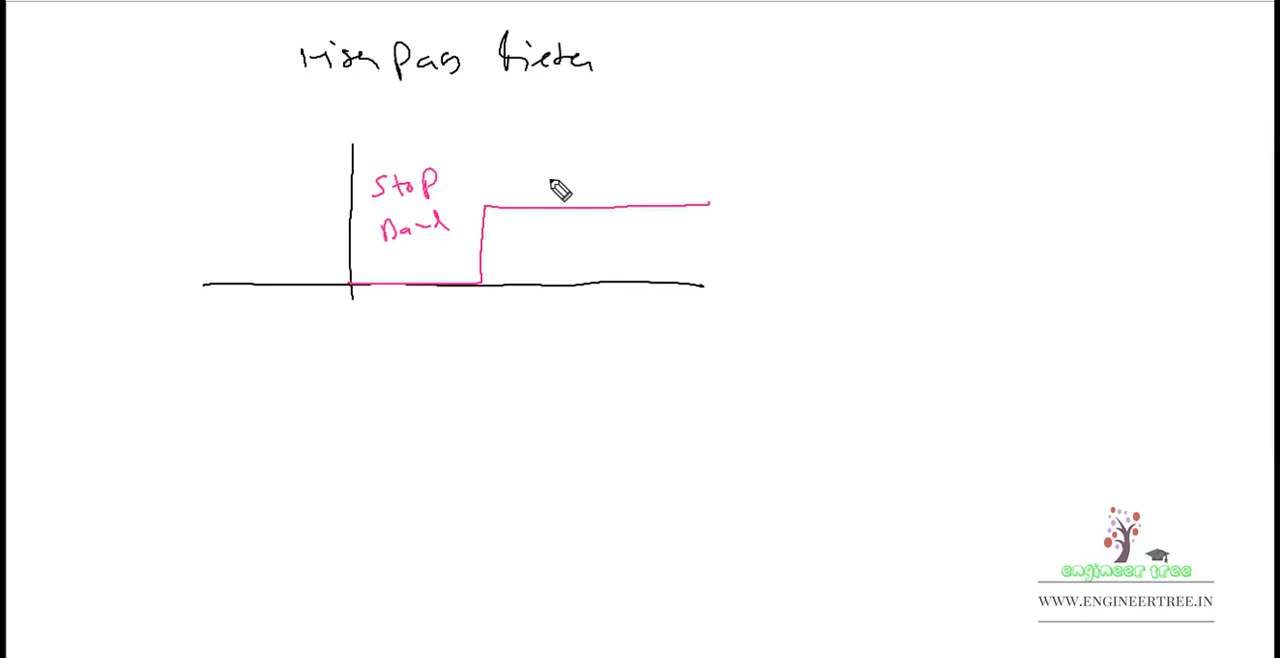 High Pass Filter
Stop
Band
engineer tree
WWW.ENGINEERTREE.IN